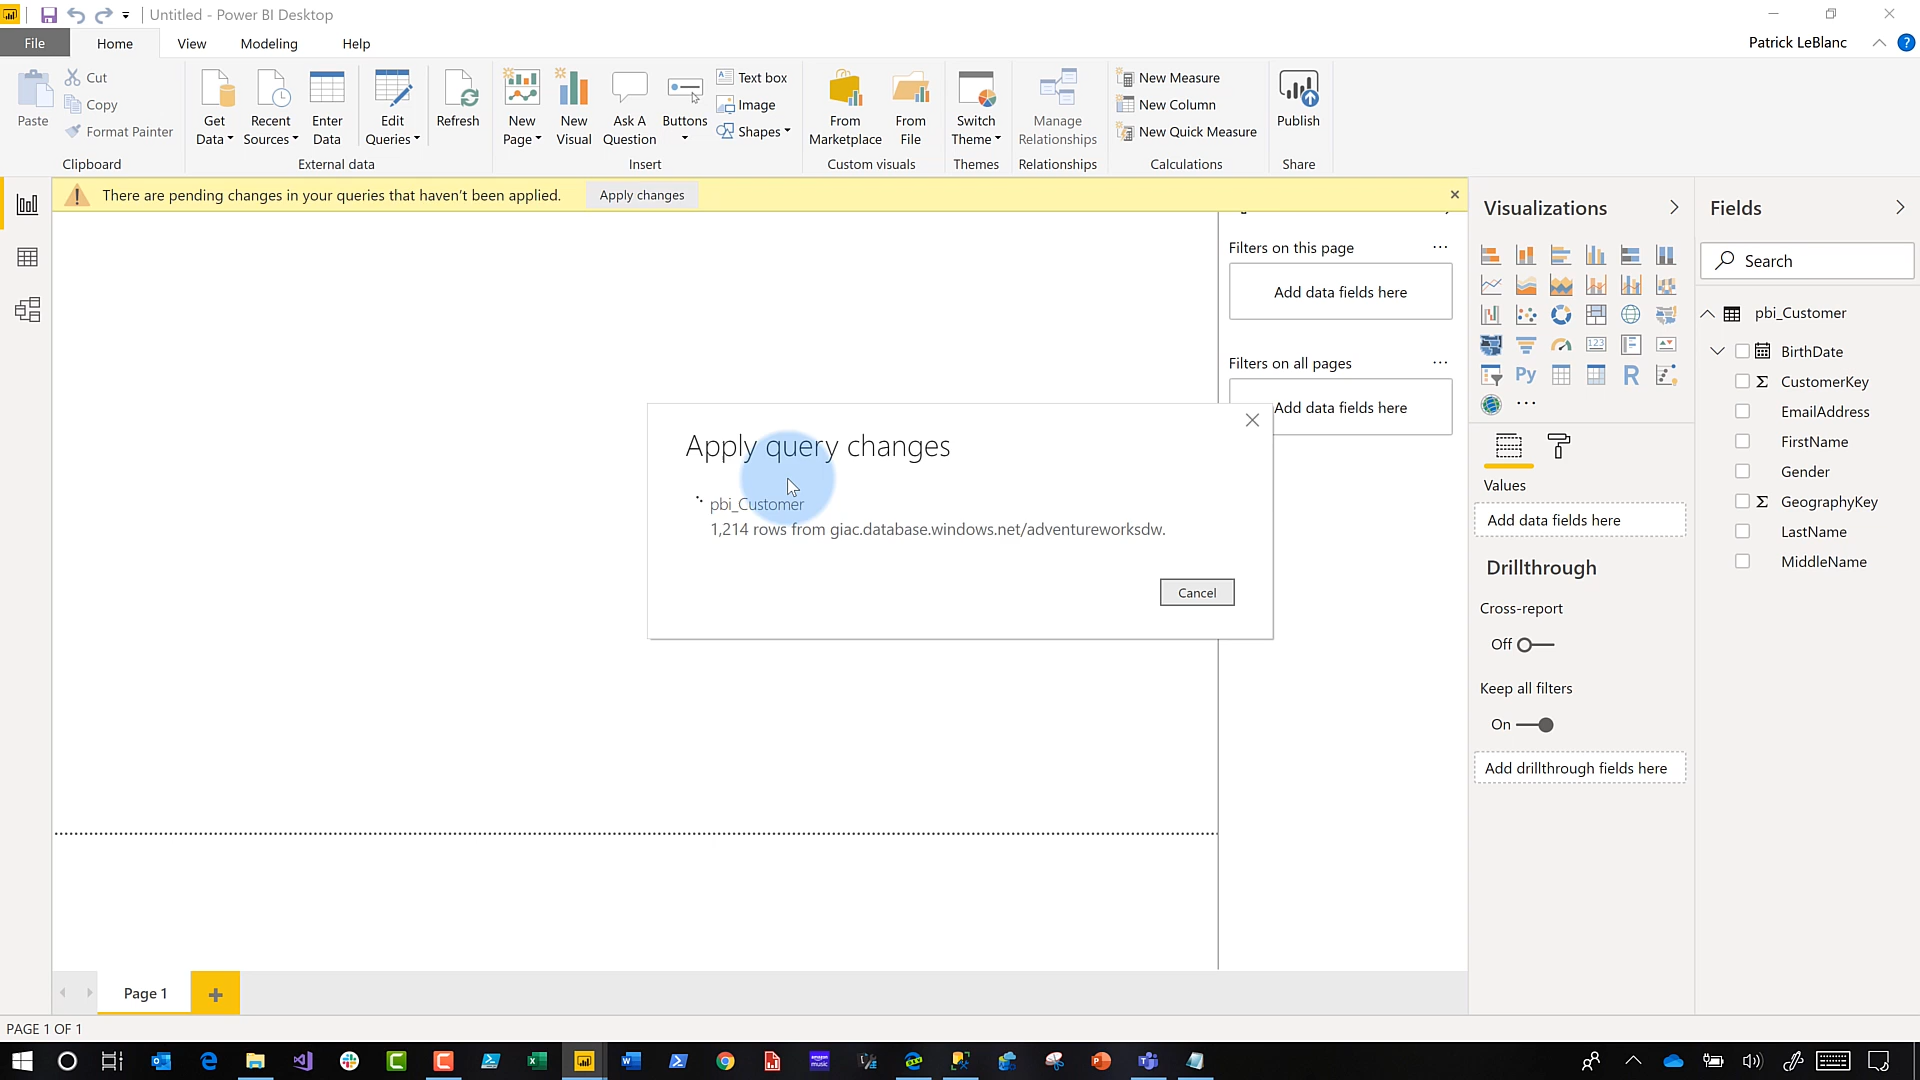 Untitled - Power BI Desktop
Patrick LeBlanc
?
File
Home
View
Modeling
Help
Paste
Cut
Copy
Format Painter
Clipboard
Get
Data
Recent
Sources
Enter
Data
Edit
Queries
Refresh
External data
New
Page
New
Visual
Ask A
Question
Buttons
Text box
Image
Shapes
Insert
From
Marketplace
From
File
Custom visuals
Switch
Theme
Themes
Manage
Relationships
Relationships
New Measure
New Column
New Quick Measure
Calculations
Publish
Share
There are pending changes in your queries that haven't been applied.
Apply changes
Filters on this page
Add data fields here
Filters on all pages
Add data fields here
Apply query changes
pbi_Customer
1,214 rows from giac.database.windows.net/adventureworksdw.
Cancel
Visualizations
123
Py
R
Values
Add data fields here
Drillthrough
Cross-report
Off
Keep all filters
On
Add drillthrough fields here
Fields
Search
pbi_Customer
BirthDate
Σ CustomerKey
EmailAddress
FirstName
Gender
Σ GeographyKey
LastName
MiddleName
Page 1
PAGE 1 OF 1